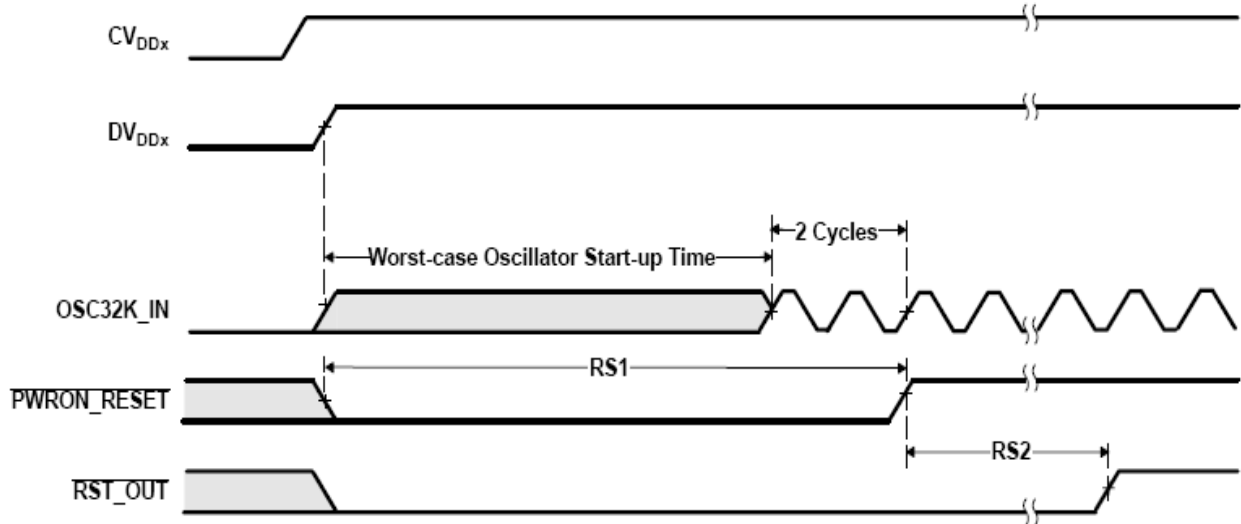 CVDDx
DVDDx
2 Cycles
Worst-case Oscillator Start-up Time
OSC32K_IN
RS1
PWRON_RESET
RS2
RST_OUT